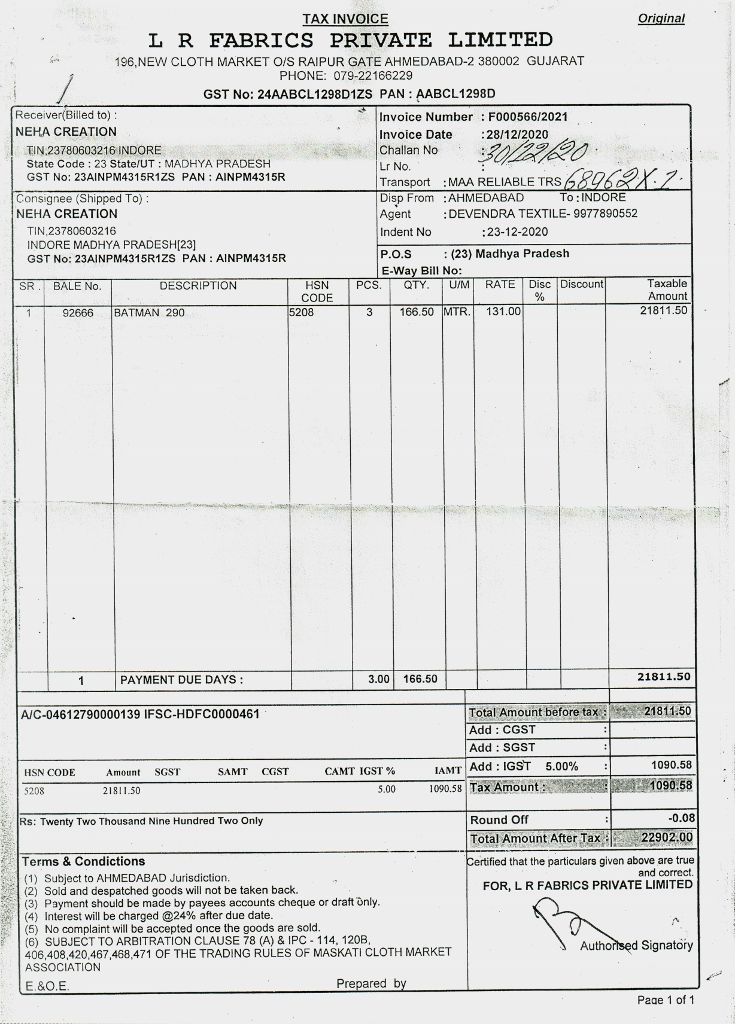 TAX INVOICE
Original
L R FABRICS PRIVATE LIMITED
196,NEW CLOTH MARKET O/S RAIPUR GATE AHMEDABAD-2 380002 GUJARAT
PHONE: 079-22166229
GST No: 24AABCL1298D1ZS PAN : AABCL1298D
Receiver(Billed to) :
NEHA CREATION
TIN,23780603216 INDORE
State Code : 23 State/UT : MADHYA PRADESH
GST No: 23AINPM4315R1ZS PAN : AINPM4315R
Invoice Number : F000566/2021
Invoice Date :28/12/2020
Challan No : 30/12/20
Lr No. :
Transport :MAA RELIABLE TRS 68962X-1
Consignee (Shipped To) :
NEHA CREATION
TIN,23780603216
INDORE MADHYA PRADESH[23]
GST No: 23AINPM4315R1ZS PAN : AINPM4315R
Disp From :AHMEDABAD To : INDORE
Agent :DEVENDRA TEXTILE- 9977890552
Indent No :23-12-2020
P.O.S : (23) Madhya Pradesh
E-Way Bill No:
SR . BALE No. DESCRIPTION HSN CODE PCS. QTY. U/M RATE Disc % Discount Taxable Amount
1 92666 BATMAN 290 5208 3 166.50 MTR. 131.00 21811.50
1 PAYMENT DUE DAYS : 3.00 166.50 21811.50
A/C-04612790000139 IFSC-HDFC0000461
Total Amount before tax : 21811.50
Add : CGST :
Add : SGST :
Add : IGST 5.00% : 1090.58
Tax Amount : 1090.58
HSN CODE Amount SGST SAMT CGST CAMT IGST % IAMT
5208 21811.50 5.00 1090.58
Rs: Twenty Two Thousand Nine Hundred Two Only
Round Off : -0.08
Total Amount After Tax : 22902.00
Terms & Conditions
(1) Subject to AHMEDABAD Jurisdiction.
(2) Sold and despatched goods will not be taken back.
(3) Payment should be made by payees accounts cheque or draft only.
(4) Interest will be charged @24% after due date.
(5) No complaint will be accepted once the goods are sold.
(6) SUBJECT TO ARBITRATION CLAUSE 78 (A) & IPC - 114, 120B,
406,408,420,467,468,471 OF THE TRADING RULES OF MASKATI CLOTH MARKET
ASSOCIATION
E.&O.E. Prepared by
Certified that the particulars given above are true
and correct.
FOR, L R FABRICS PRIVATE LIMITED
Authorised Signatory
Page 1 of 1